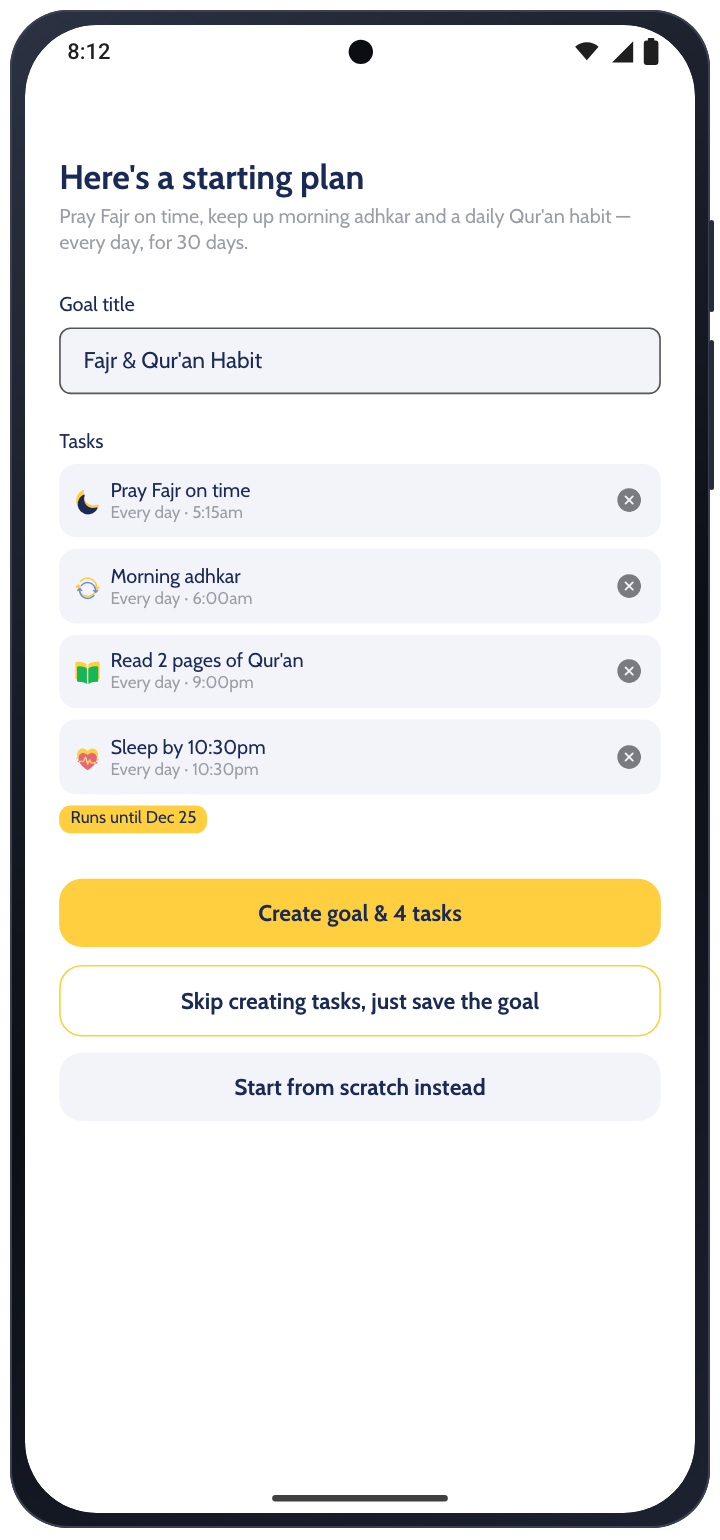 8:12
Here's a starting plan
Pray Fajr on time, keep up morning adhkar and a daily Qur'an habit —
every day, for 30 days.
Goal title
Fajr & Qur'an Habit
Tasks
Pray Fajr on time
Every day · 5:15am
Morning adhkar
Every day · 6:00am
Read 2 pages of Qur'an
Every day · 9:00pm
Sleep by 10:30pm
Every day · 10:30pm
Runs until Dec 25
Create goal & 4 tasks
Skip creating tasks, just save the goal
Start from scratch instead